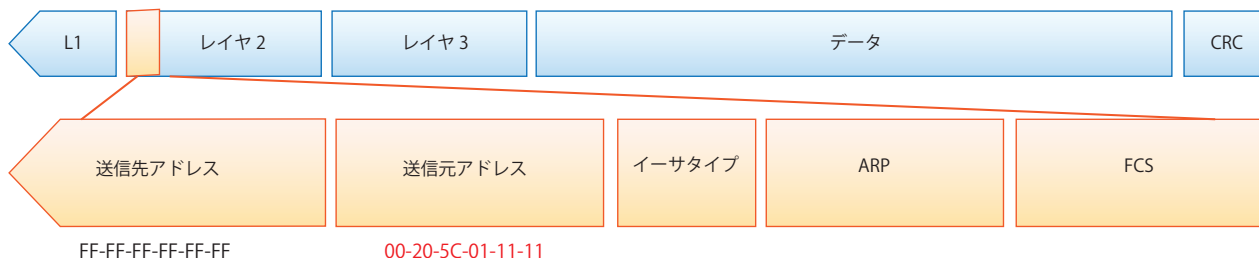 L1 レイヤ 2 レイヤ 3 データ CRC
送信先アドレス 送信元アドレス イーサタイプ ARP FCS
FF-FF-FF-FF-FF-FF 00-20-5C-01-11-11